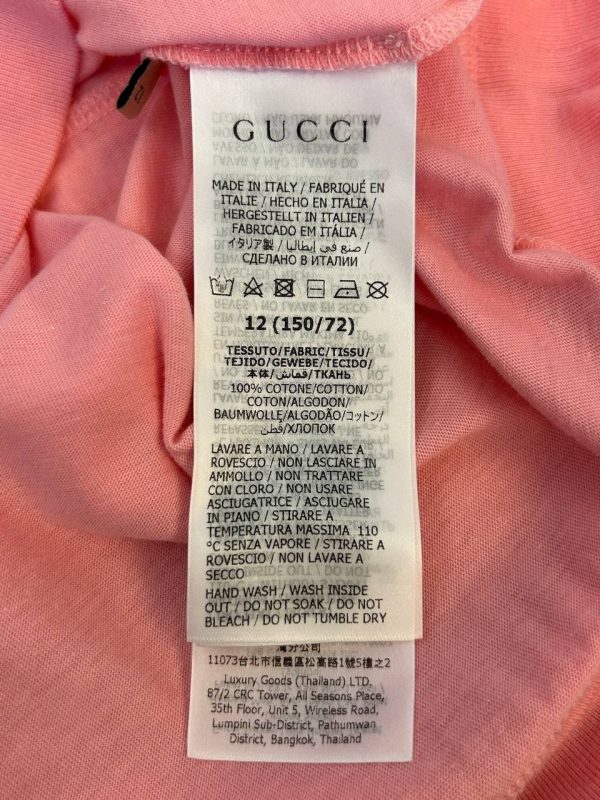 GUCCI
MADE IN ITALY / FABRIQUÉ EN
ITALIE / HECHO EN ITALIA /
HERGESTELLT IN ITALIEN /
FABRICADO EM ITÁLIA /
イタリア製 / صنع في إيطاليا /
СДЕЛАНО В ИТАЛИИ
12 (150/72)
TESSUTO/FABRIC/TISSU/
TEJIDO/GEWEBE/TECIDO/
本体/قماش/ТКАНЬ
100% COTONE/COTTON/
COTON/ALGODON/
BAUMWOLLE/ALGODÃO/コットン/
قطن/ХЛОПОК
LAVARE A MANO / LAVARE A
ROVESCIO / NON LASCIARE IN
AMMOLLO / NON TRATTARE
CON CLORO / NON USARE
ASCIUGATRICE / ASCIUGARE
IN PIANO / STIRARE A
TEMPERATURA MASSIMA 110
°C SENZA VAPORE / STIRARE A
ROVESCIO / NON LAVARE A
SECCO
HAND WASH / WASH INSIDE
OUT / DO NOT SOAK / DO NOT
BLEACH / DO NOT TUMBLE DRY
灣分公司
11073台北市信義區松高路1號5樓之2
Luxury Goods (Thailand) LTD.
87/2 CRC Tower, All Seasons Place,
35th Floor, Unit 5, Wireless Road,
Lumpini Sub-District, Pathumwan
District, Bangkok, Thailand